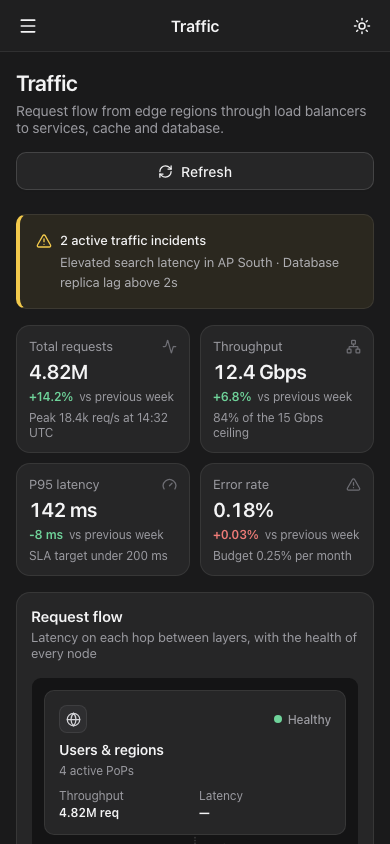 Traffic
Traffic
Request flow from edge regions through load balancers
to services, cache and database.
Refresh
2 active traffic incidents
Elevated search latency in AP South · Database
replica lag above 2s
Total requests
4.82M
+14.2% vs previous week
Peak 18.4k req/s at 14:32
UTC
Throughput
12.4 Gbps
+6.8% vs previous week
84% of the 15 Gbps
ceiling
P95 latency
142 ms
-8 ms vs previous week
SLA target under 200 ms
Error rate
0.18%
+0.03% vs previous week
Budget 0.25% per month
Request flow
Latency on each hop between layers, with the health of
every node
Healthy
Users & regions
4 active PoPs
Throughput
4.82M req
Latency
—